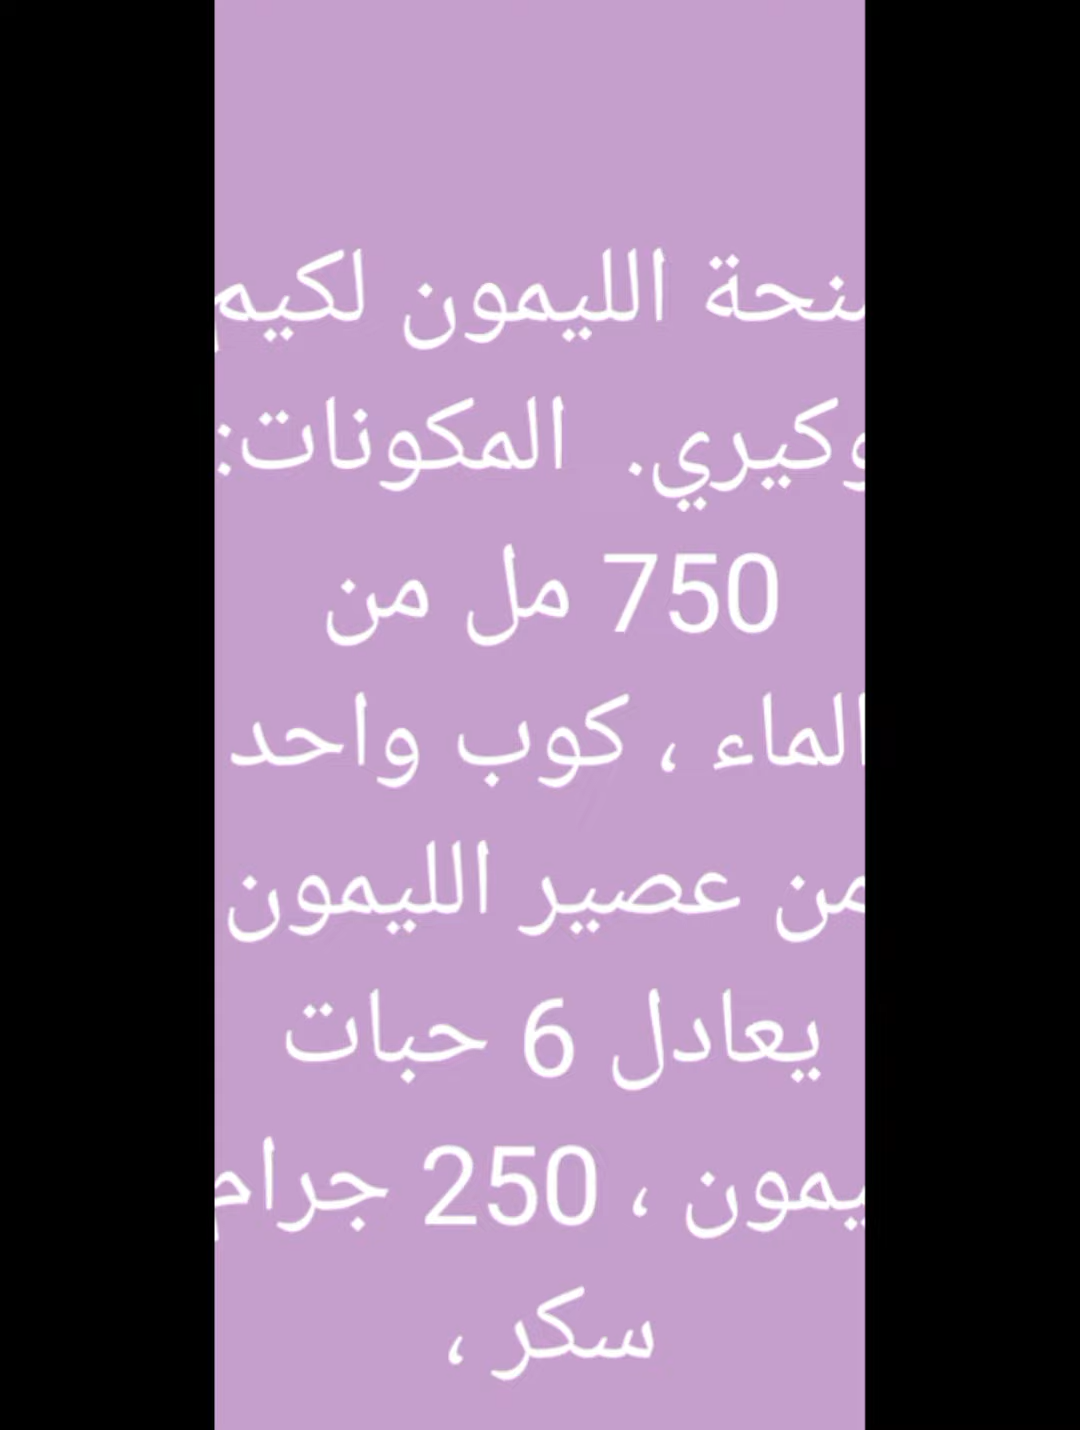 الليمون
المكونات:
750 مل من
الماء ، كوب واحد
من عصير الليمون
يعادل 6 حبات
250 جرام
سكر ،